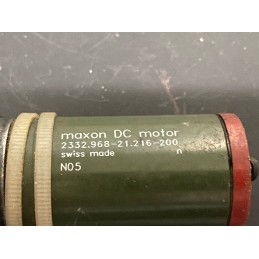 maxon DC motor
2332.968-21.216-200
swiss made n
N05